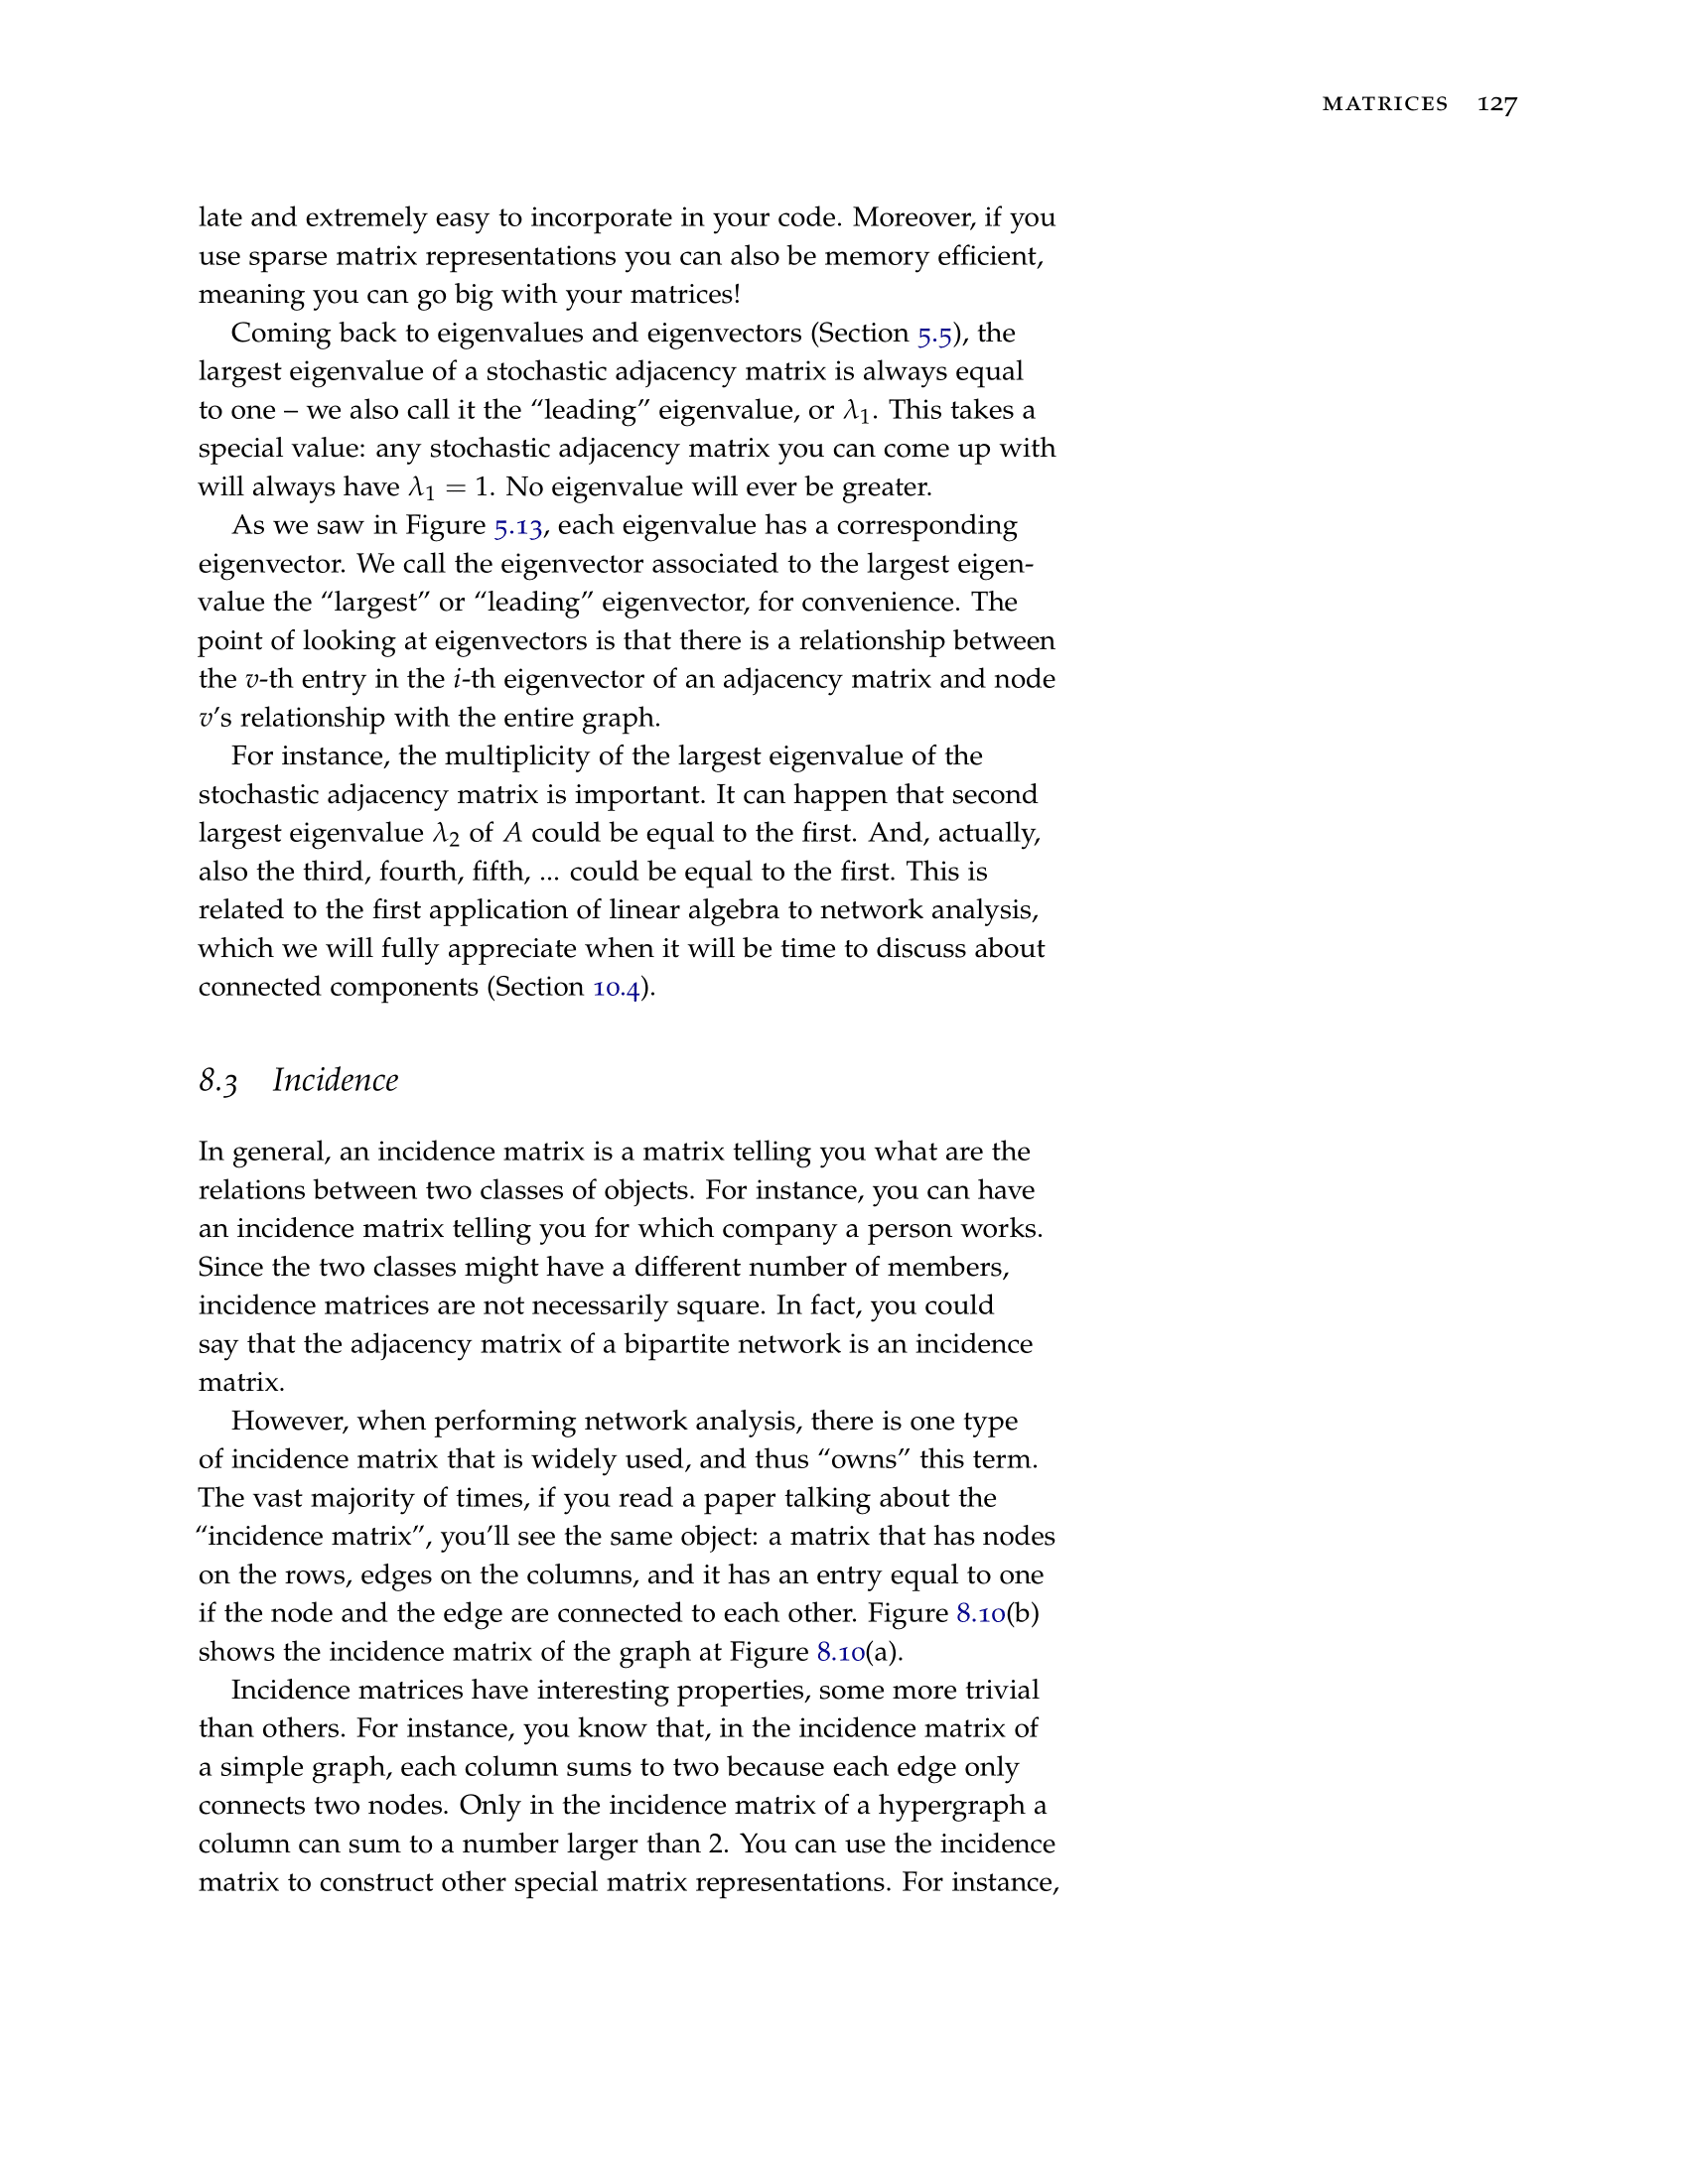 MATRICES 127
late and extremely easy to incorporate in your code. Moreover, if you
use sparse matrix representations you can also be memory efficient,
meaning you can go big with your matrices!
Coming back to eigenvalues and eigenvectors (Section 5.5), the
largest eigenvalue of a stochastic adjacency matrix is always equal
to one – we also call it the “leading” eigenvalue, or λ₁. This takes a
special value: any stochastic adjacency matrix you can come up with
will always have λ₁ = 1. No eigenvalue will ever be greater.
As we saw in Figure 5.13, each eigenvalue has a corresponding
eigenvector. We call the eigenvector associated to the largest eigen-
value the “largest” or “leading” eigenvector, for convenience. The
point of looking at eigenvectors is that there is a relationship between
the v-th entry in the i-th eigenvector of an adjacency matrix and node
v’s relationship with the entire graph.
For instance, the multiplicity of the largest eigenvalue of the
stochastic adjacency matrix is important. It can happen that second
largest eigenvalue λ₂ of A could be equal to the first. And, actually,
also the third, fourth, fifth, ... could be equal to the first. This is
related to the first application of linear algebra to network analysis,
which we will fully appreciate when it will be time to discuss about
connected components (Section 10.4).
8.3 Incidence
In general, an incidence matrix is a matrix telling you what are the
relations between two classes of objects. For instance, you can have
an incidence matrix telling you for which company a person works.
Since the two classes might have a different number of members,
incidence matrices are not necessarily square. In fact, you could
say that the adjacency matrix of a bipartite network is an incidence
matrix.
However, when performing network analysis, there is one type
of incidence matrix that is widely used, and thus “owns” this term.
The vast majority of times, if you read a paper talking about the
“incidence matrix”, you’ll see the same object: a matrix that has nodes
on the rows, edges on the columns, and it has an entry equal to one
if the node and the edge are connected to each other. Figure 8.10(b)
shows the incidence matrix of the graph at Figure 8.10(a).
Incidence matrices have interesting properties, some more trivial
than others. For instance, you know that, in the incidence matrix of
a simple graph, each column sums to two because each edge only
connects two nodes. Only in the incidence matrix of a hypergraph a
column can sum to a number larger than 2. You can use the incidence
matrix to construct other special matrix representations. For instance,